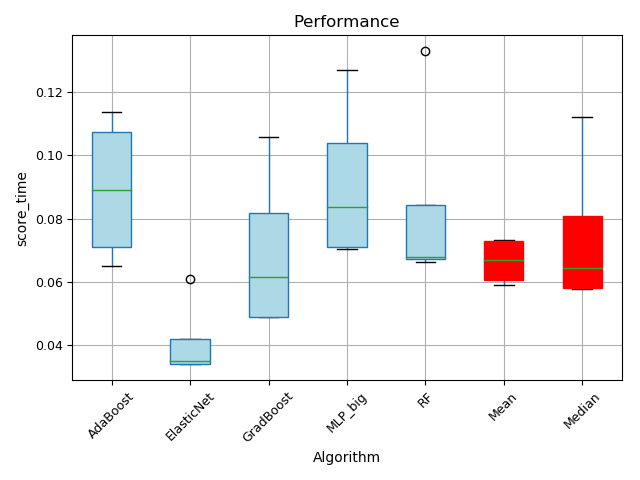 Performance
score_time
0.12
0.10
0.08
0.06
0.04
AdaBoost
ElasticNet
GradBoost
MLP_big
RF
Mean
Median
Algorithm